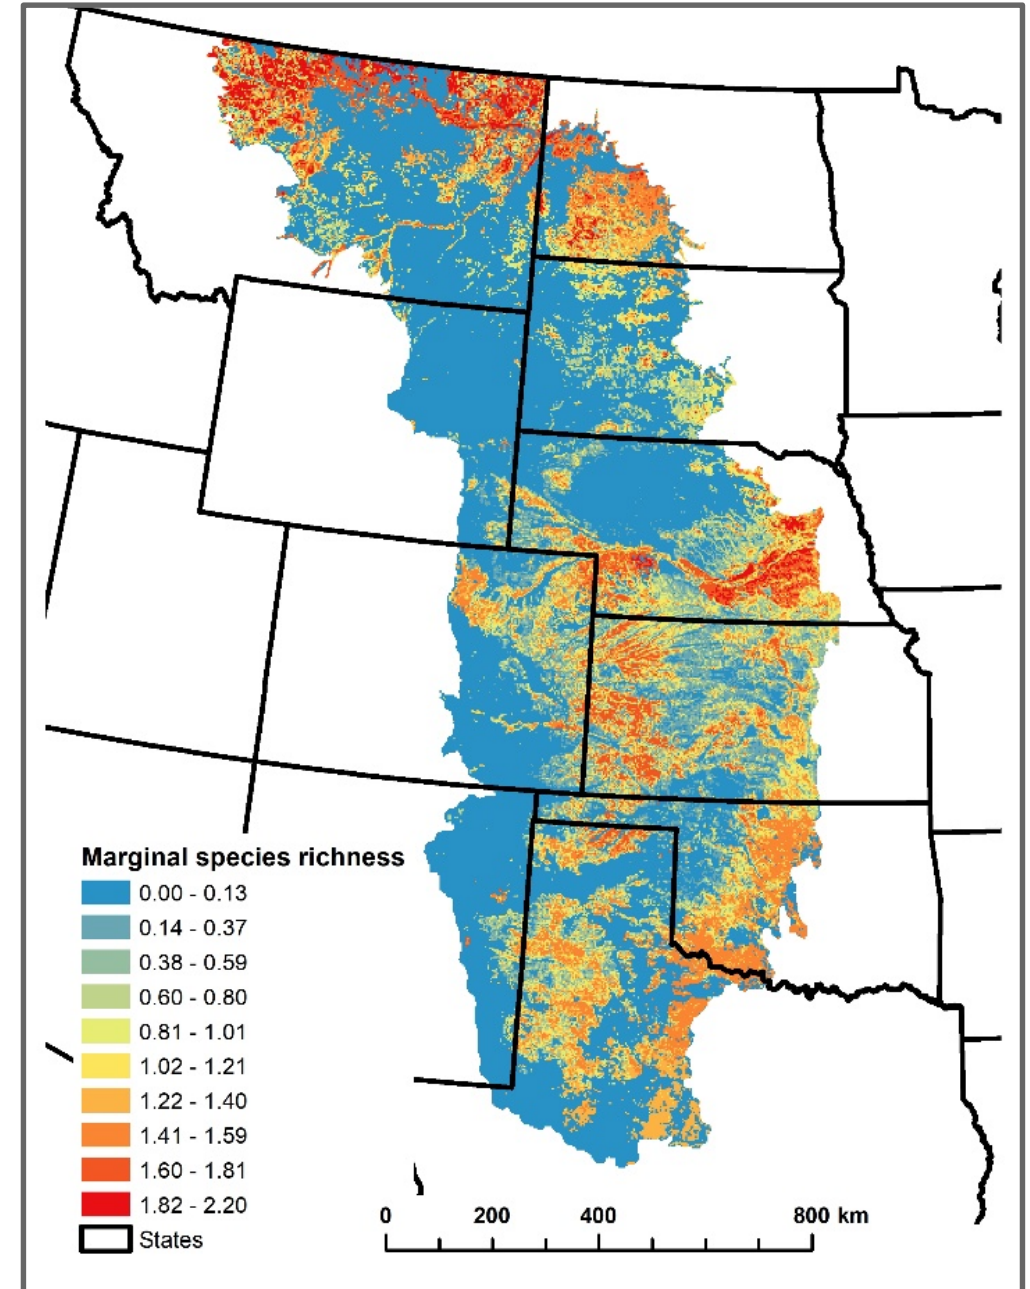 Marginal species richness
0.00 - 0.13
0.14 - 0.37
0.38 - 0.59
0.60 - 0.80
0.81 - 1.01
1.02 - 1.21
1.22 - 1.40
1.41 - 1.59
1.60 - 1.81
1.82 - 2.20
States
0 200 400 800 km